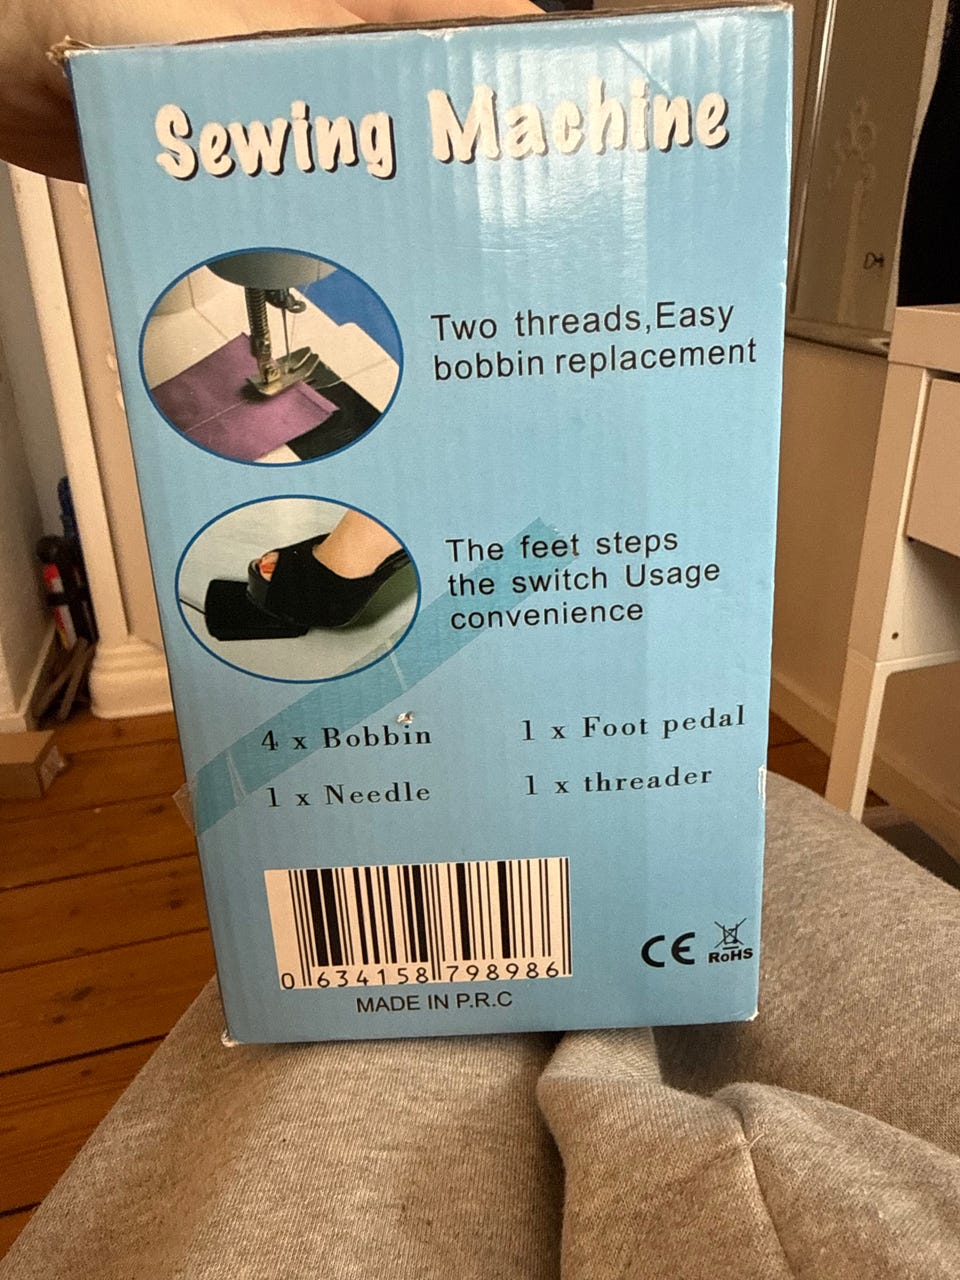 Sewing Machine
Two threads,Easy
bobbin replacement
The feet steps
the switch Usage
convenience
4 x Bobbin
1 x Foot pedal
1 x Needle
1 x threader
0 634158 798986
MADE IN P.R.C
CE
RoHS